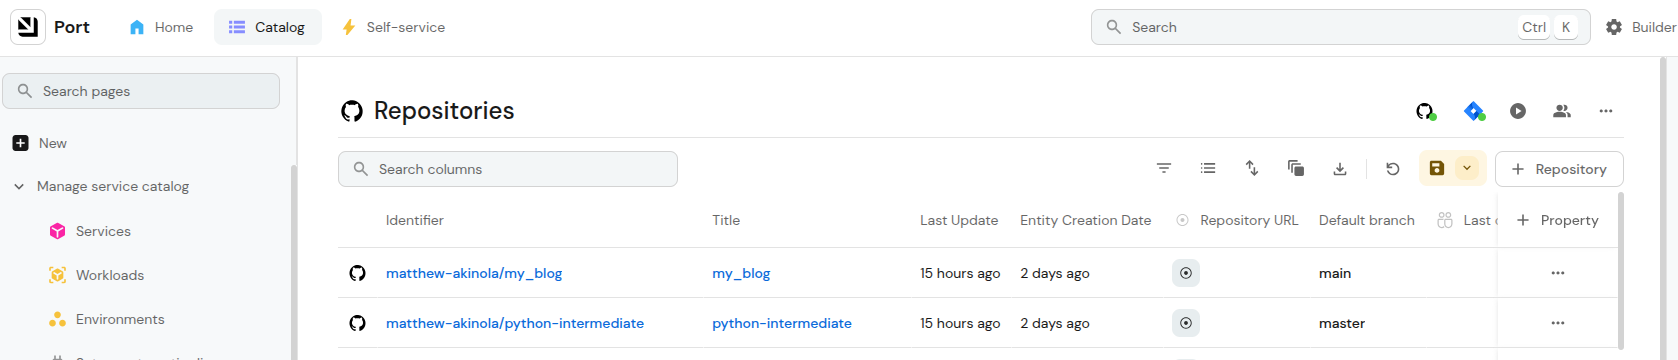 Port Home Catalog Self-service Search Ctrl K Builder
Search pages
New
Manage service catalog
Services
Workloads
Environments
Repositories
Search columns
Repository
Identifier Title Last Update Entity Creation Date Repository URL Default branch Last Property
matthew-akinola/my_blog my_blog 15 hours ago 2 days ago main
matthew-akinola/python-intermediate python-intermediate 15 hours ago 2 days ago master